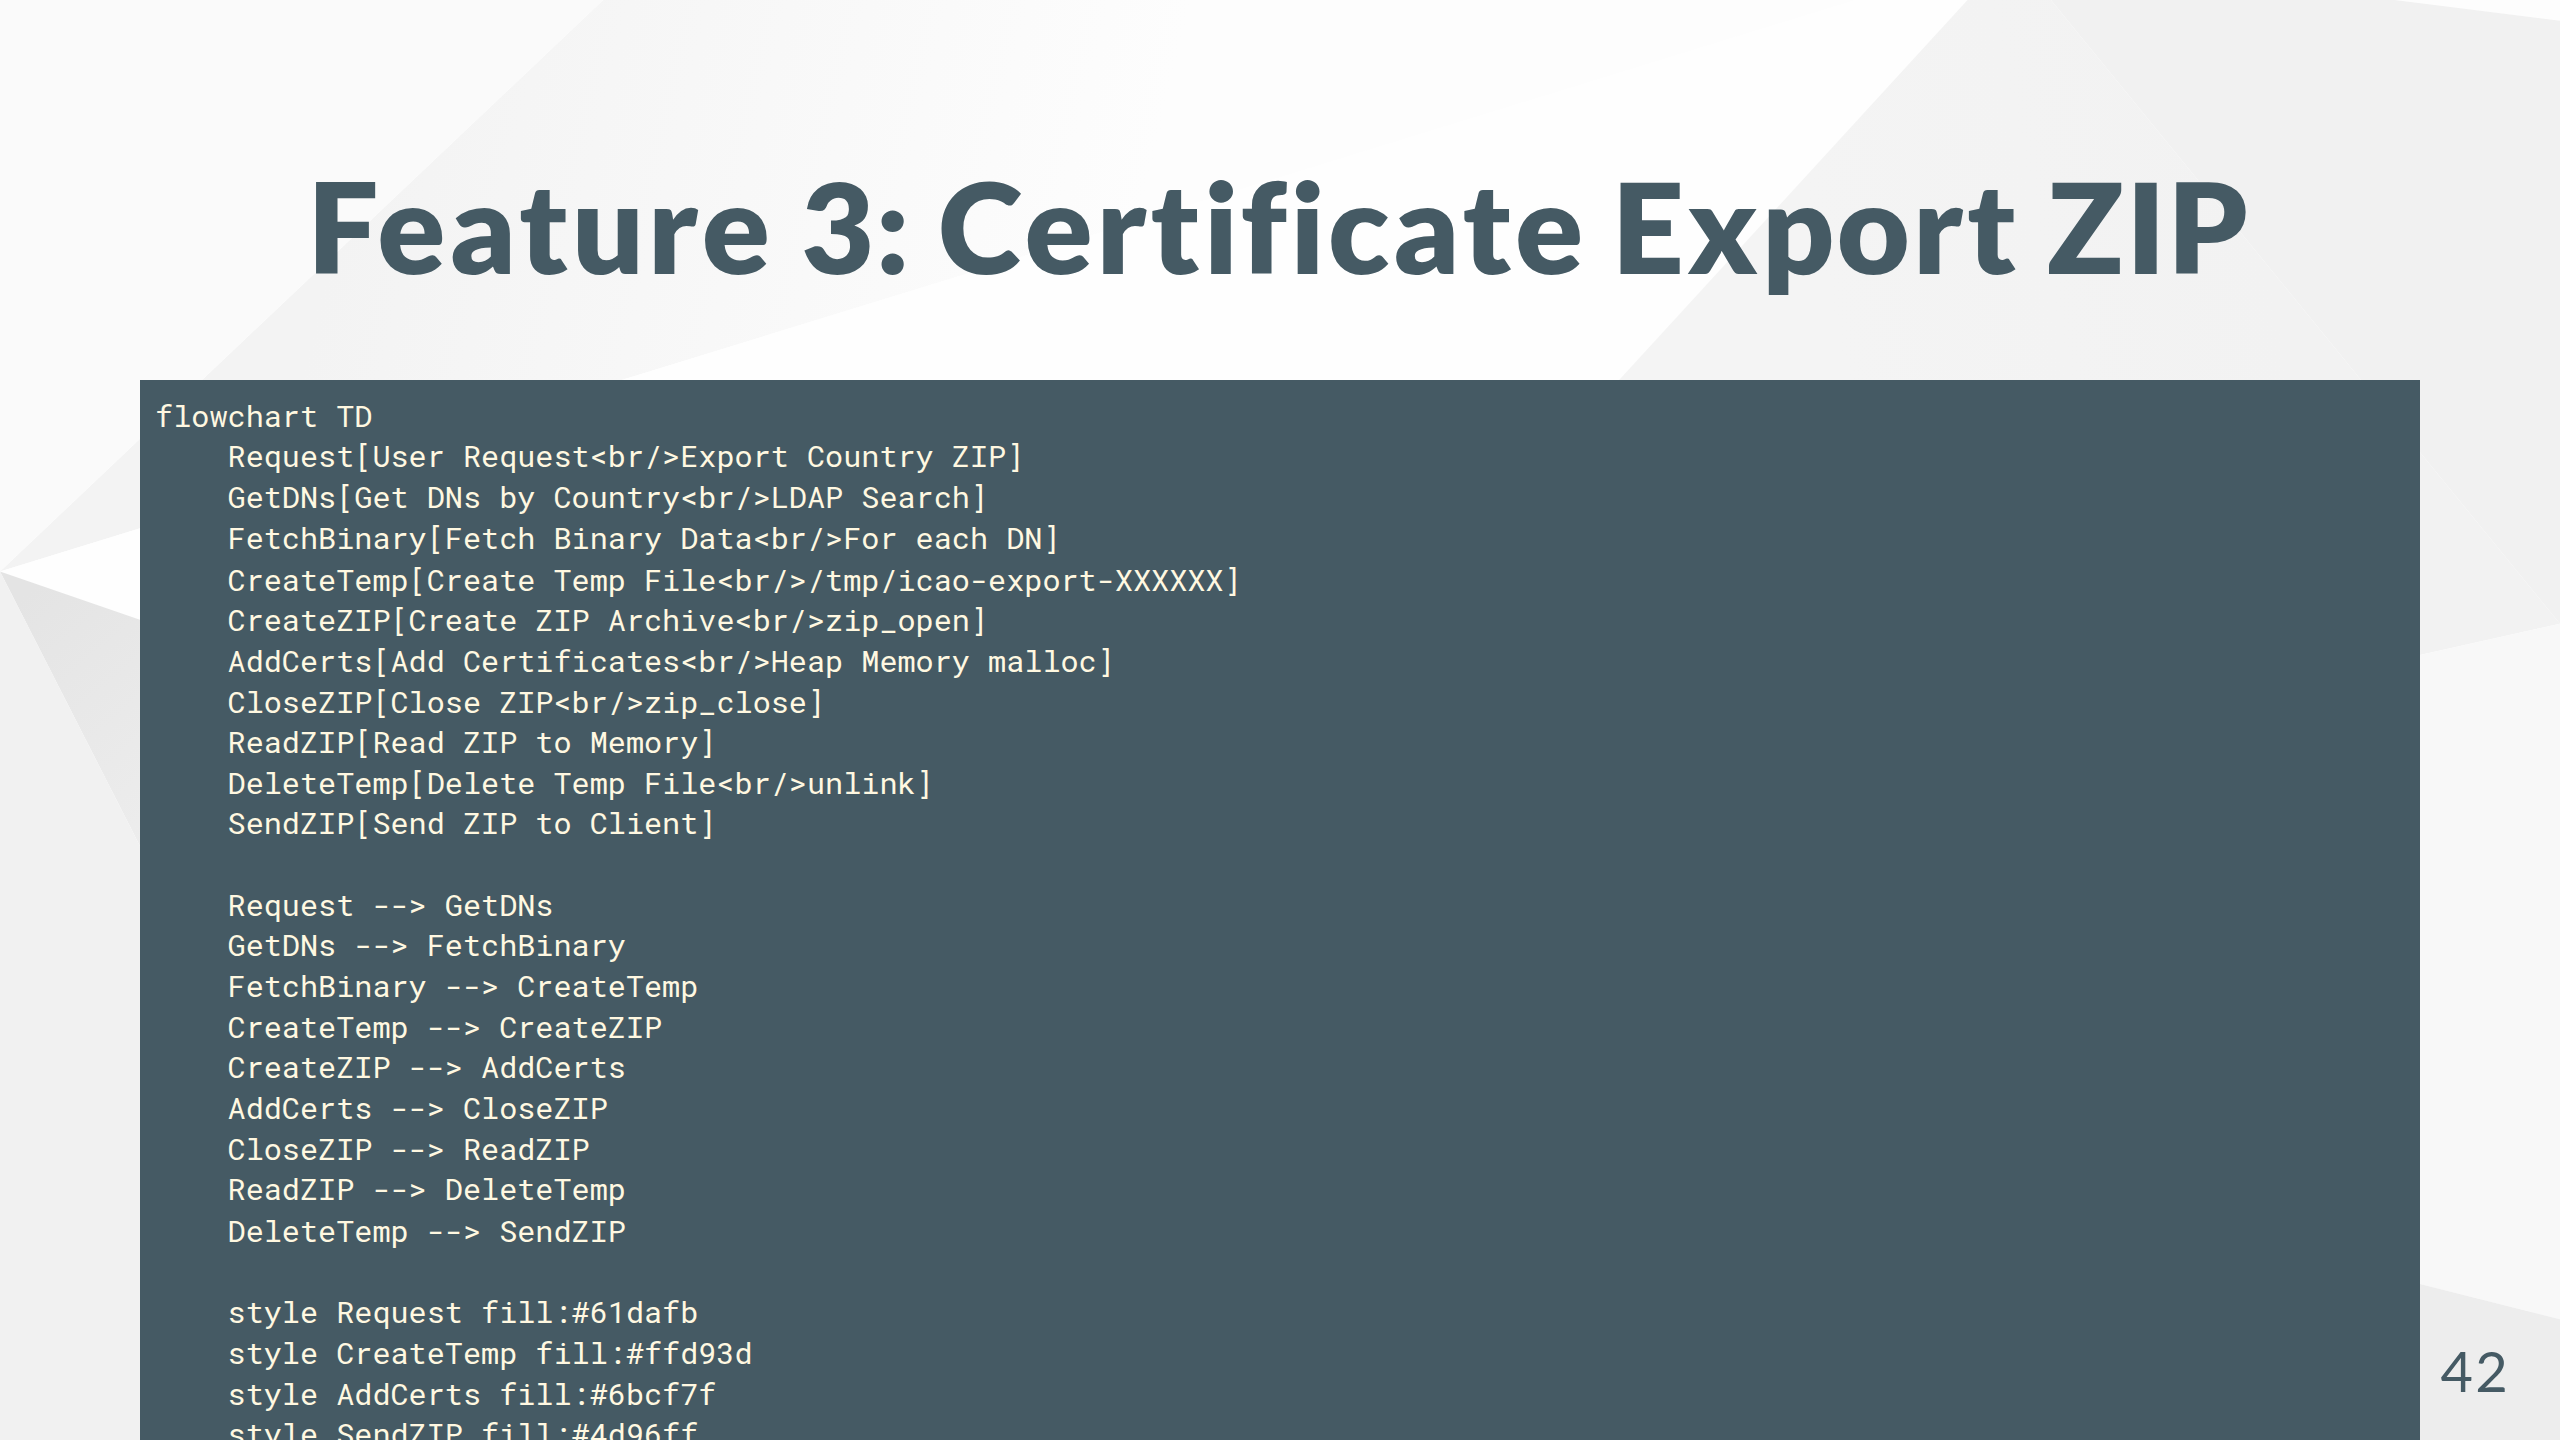 Feature 3: Certificate Export ZIP
flowchart TD
    Request[User Request<br/>Export Country ZIP]
    GetDNs[Get DNs by Country<br/>LDAP Search]
    FetchBinary[Fetch Binary Data<br/>For each DN]
    CreateTemp[Create Temp File<br/>/tmp/icao-export-XXXXXX]
    CreateZIP[Create ZIP Archive<br/>zip_open]
    AddCerts[Add Certificates<br/>Heap Memory malloc]
    CloseZIP[Close ZIP<br/>zip_close]
    ReadZIP[Read ZIP to Memory]
    DeleteTemp[Delete Temp File<br/>unlink]
    SendZIP[Send ZIP to Client]

    Request --> GetDNs
    GetDNs --> FetchBinary
    FetchBinary --> CreateTemp
    CreateTemp --> CreateZIP
    CreateZIP --> AddCerts
    AddCerts --> CloseZIP
    CloseZIP --> ReadZIP
    ReadZIP --> DeleteTemp
    DeleteTemp --> SendZIP

    style Request fill:#61dafb
    style CreateTemp fill:#ffd93d
    style AddCerts fill:#6bcf7f
    style SendZIP fill:#4d96ff
42